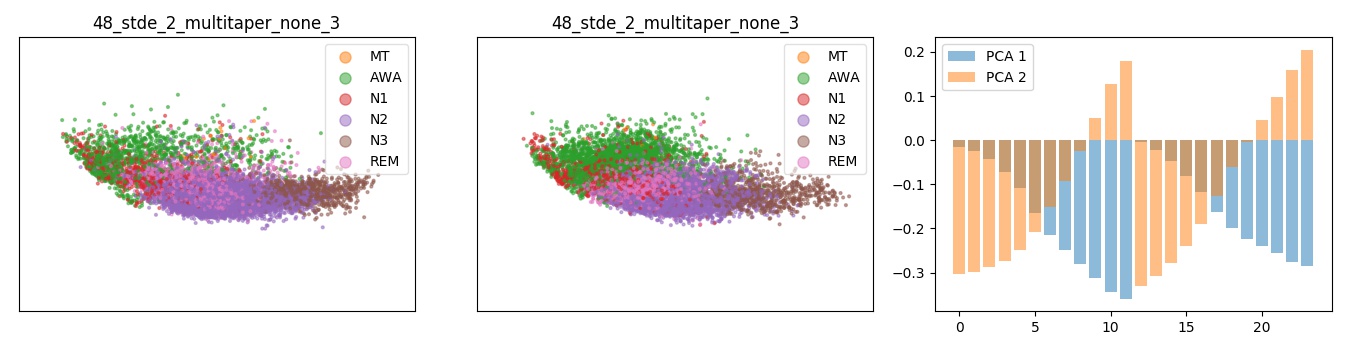 48_stde_2_multitaper_none_3
MT
AWA
N1
N2
N3
REM
48_stde_2_multitaper_none_3
MT
AWA
N1
N2
N3
REM
PCA 1
PCA 2
0.2
0.1
0.0
−0.1
−0.2
−0.3
0
5
10
15
20